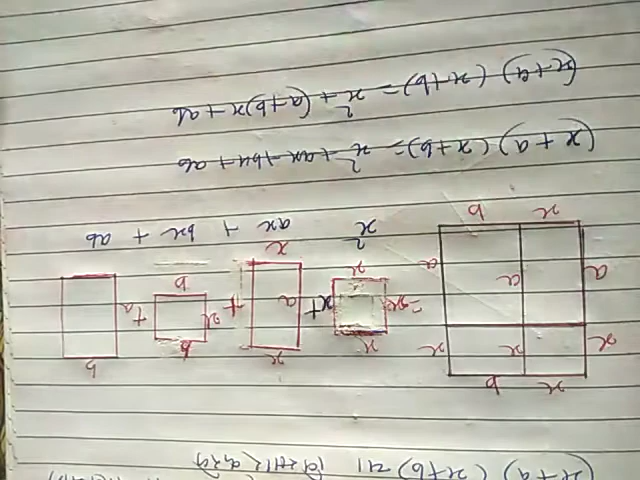 (x+a) (x+b)
x b x x b b
x x x
a a a = x x + a + x + a
x b x x b
x² ax + bx + ab
(x + a) (x+b) = x² + ax + bx + ab
(x+a) (x+b) = x² + (a+b)x + ab